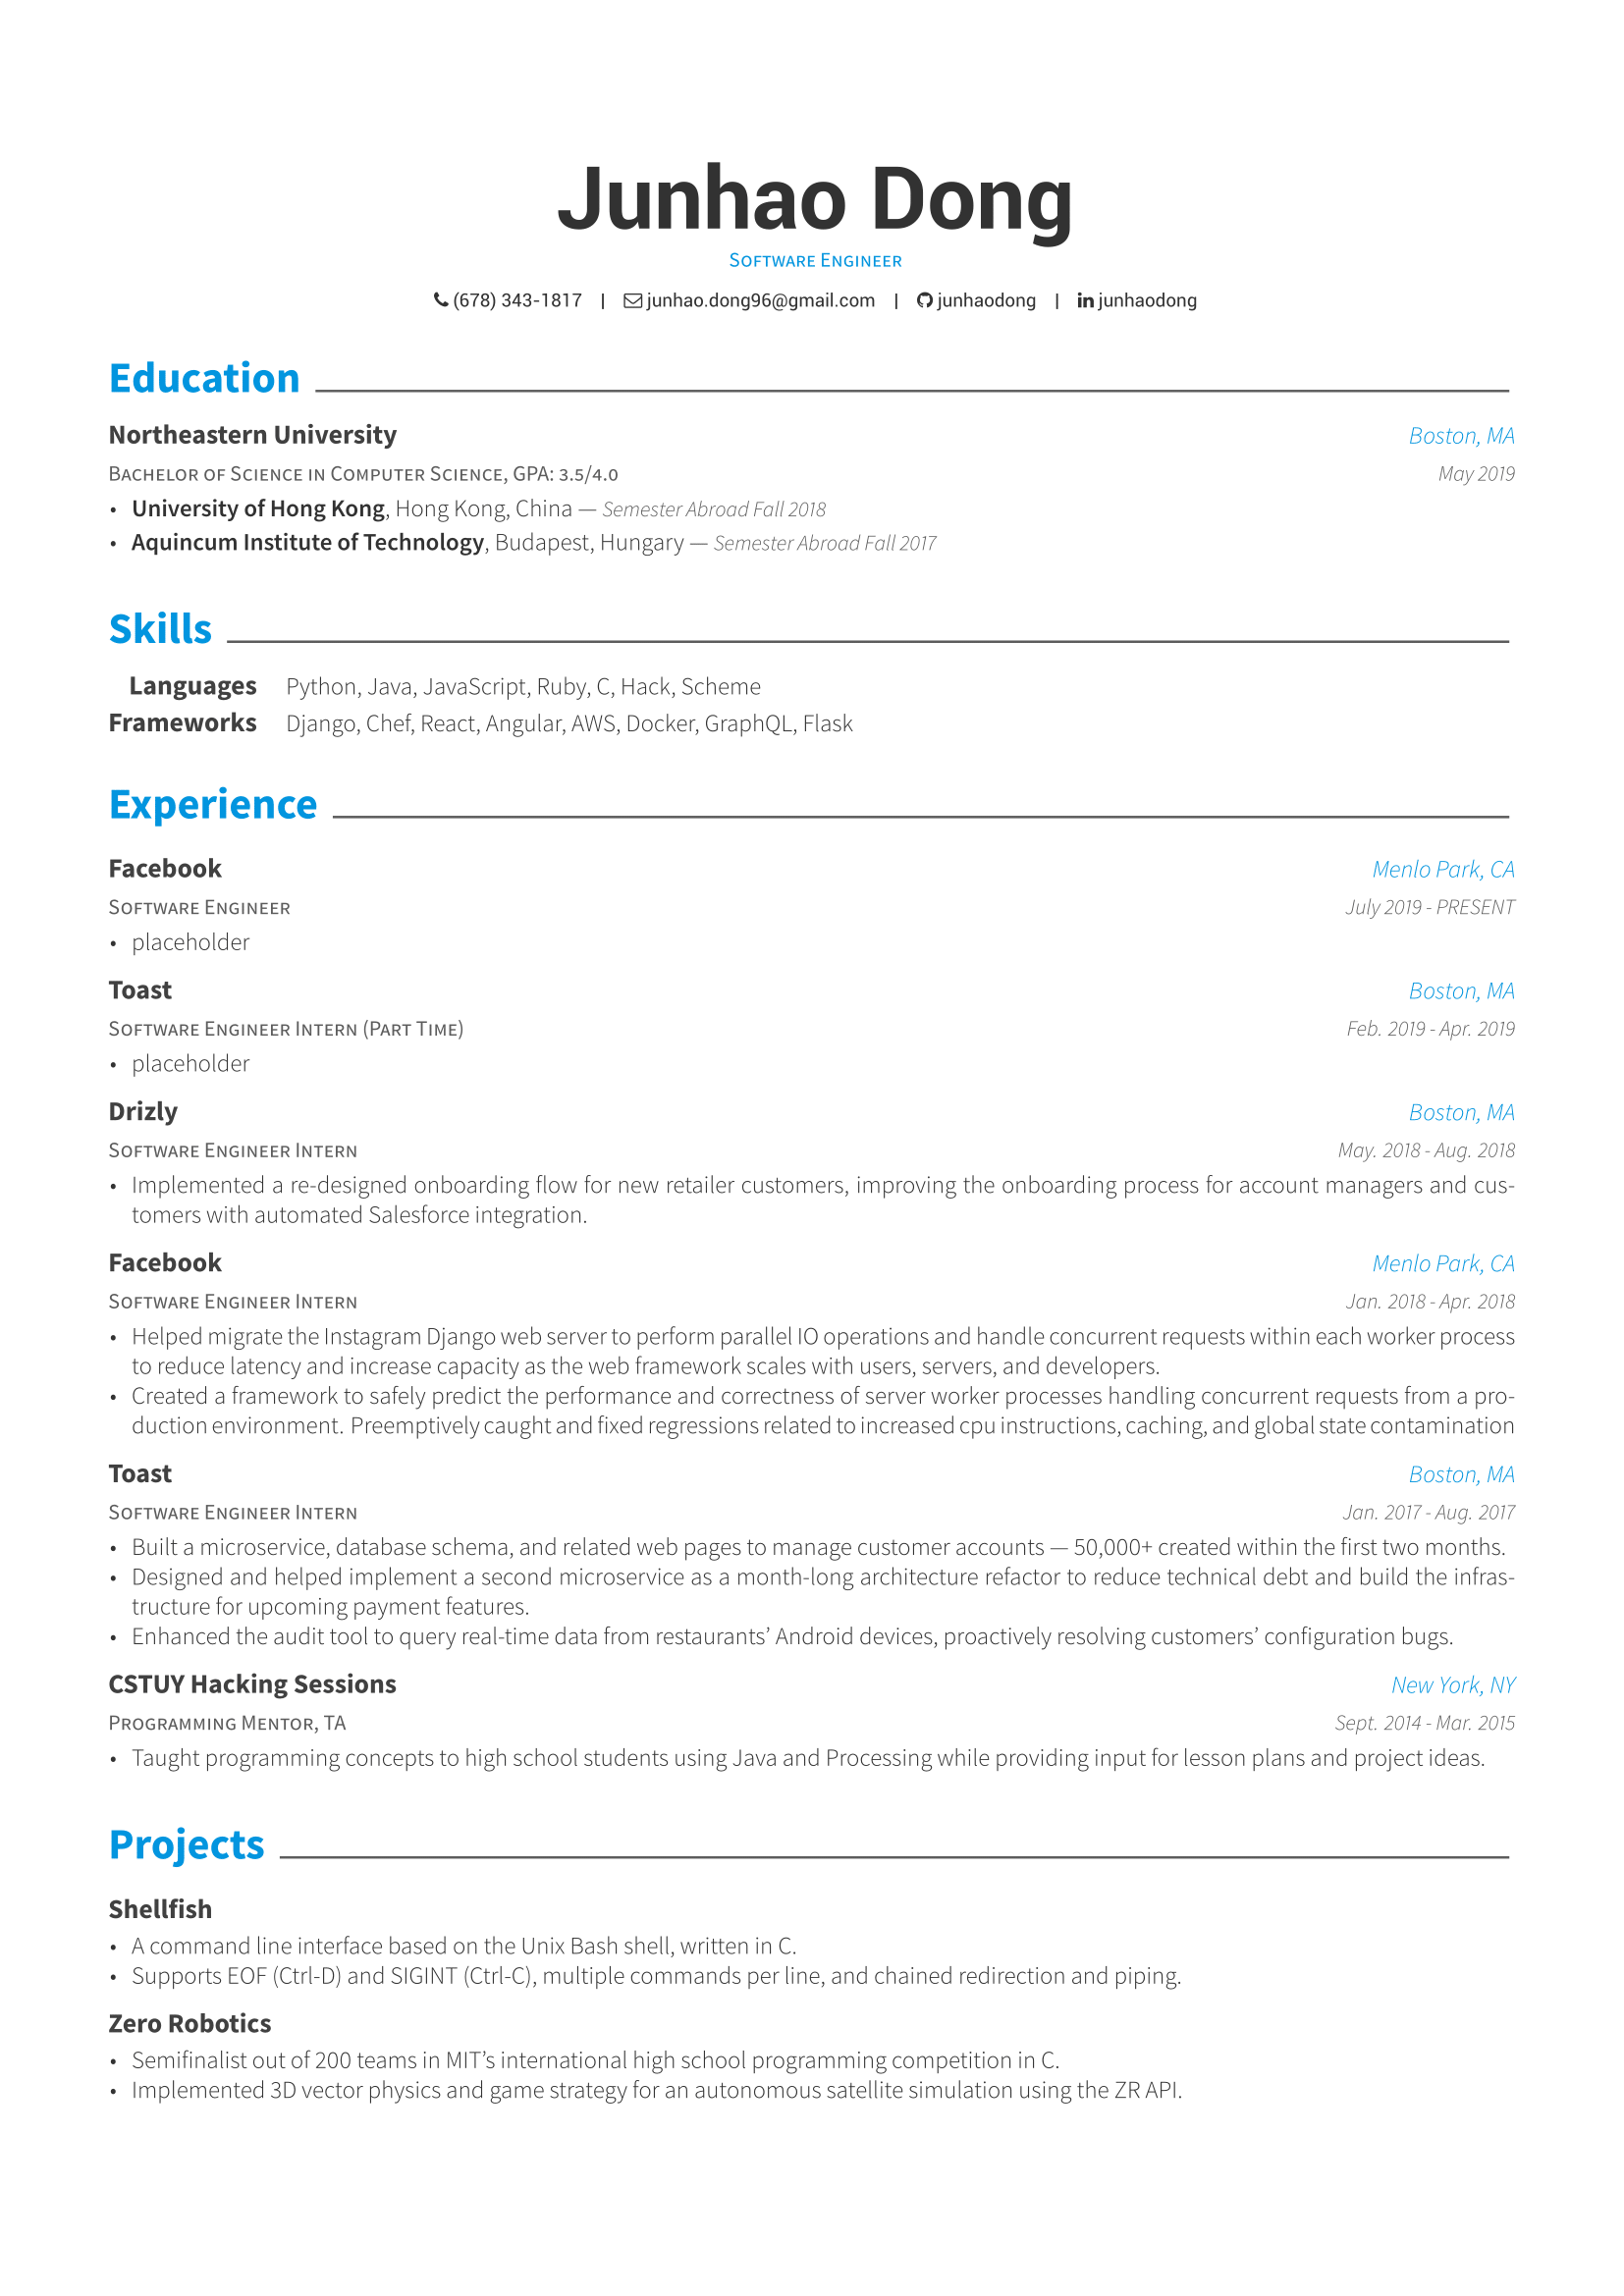 Junhao Dong
Software Engineer
(678) 343-1817 | junhao.dong96@gmail.com | junhaodong | junhaodong
Education
Northeastern University Boston, MA
Bachelor of Science in Computer Science, GPA: 3.5/4.0 May 2019
• University of Hong Kong, Hong Kong, China — Semester Abroad Fall 2018
• Aquincum Institute of Technology, Budapest, Hungary — Semester Abroad Fall 2017
Skills
Languages Python, Java, JavaScript, Ruby, C, Hack, Scheme
Frameworks Django, Chef, React, Angular, AWS, Docker, GraphQL, Flask
Experience
Facebook Menlo Park, CA
Software Engineer July 2019 - PRESENT
• placeholder
Toast Boston, MA
Software Engineer Intern (Part Time) Feb. 2019 - Apr. 2019
• placeholder
Drizly Boston, MA
Software Engineer Intern May. 2018 - Aug. 2018
• Implemented a re-designed onboarding flow for new retailer customers, improving the onboarding process for account managers and cus-
tomers with automated Salesforce integration.
Facebook Menlo Park, CA
Software Engineer Intern Jan. 2018 - Apr. 2018
• Helped migrate the Instagram Django web server to perform parallel IO operations and handle concurrent requests within each worker process
to reduce latency and increase capacity as the web framework scales with users, servers, and developers.
• Created a framework to safely predict the performance and correctness of server worker processes handling concurrent requests from a pro-
duction environment. Preemptively caught and fixed regressions related to increased cpu instructions, caching, and global state contamination
Toast Boston, MA
Software Engineer Intern Jan. 2017 - Aug. 2017
• Built a microservice, database schema, and related web pages to manage customer accounts — 50,000+ created within the first two months.
• Designed and helped implement a second microservice as a month-long architecture refactor to reduce technical debt and build the infras-
tructure for upcoming payment features.
• Enhanced the audit tool to query real-time data from restaurants’ Android devices, proactively resolving customers’ configuration bugs.
CSTUY Hacking Sessions New York, NY
Programming Mentor, TA Sept. 2014 - Mar. 2015
• Taught programming concepts to high school students using Java and Processing while providing input for lesson plans and project ideas.
Projects
Shellfish
• A command line interface based on the Unix Bash shell, written in C.
• Supports EOF (Ctrl-D) and SIGINT (Ctrl-C), multiple commands per line, and chained redirection and piping.
Zero Robotics
• Semifinalist out of 200 teams in MIT’s international high school programming competition in C.
• Implemented 3D vector physics and game strategy for an autonomous satellite simulation using the ZR API.